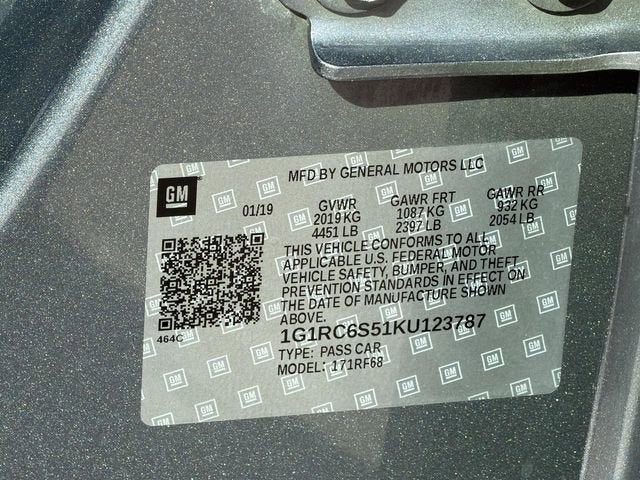 MFD BY GENERAL MOTORS LLC
GM
01/19 GVWR GAWR FRT GAWR RR
2019 KG 1087 KG 932 KG
4451 LB 2397 LB 2054 LB
THIS VEHICLE CONFORMS TO ALL
APPLICABLE U.S. FEDERAL MOTOR
VEHICLE SAFETY, BUMPER, AND THEFT
PREVENTION STANDARDS IN EFFECT ON
THE DATE OF MANUFACTURE SHOWN
ABOVE.
464C
1G1RC6S51KU123787
TYPE: PASS CAR
MODEL: 171RF68